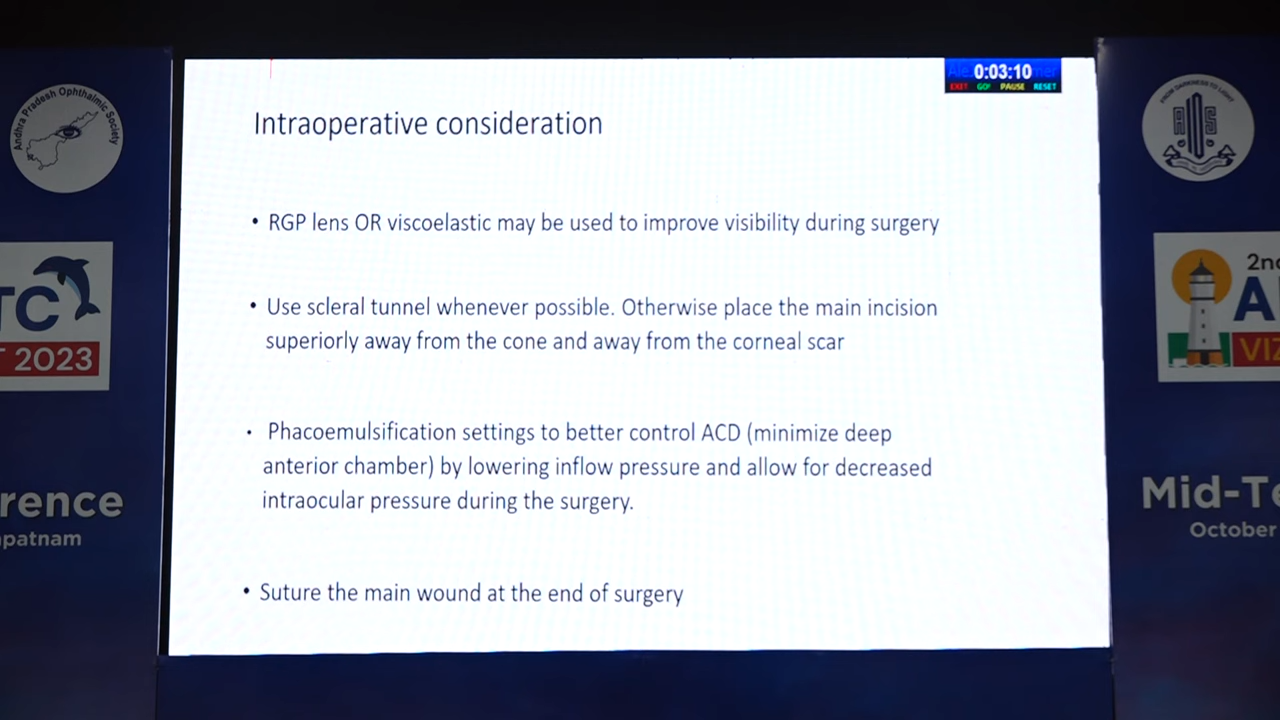 Andhra Pradesh Ophthalmic Society
TC
T 2023
rence
patnam
0:03:10
EXIT GO! PAUSE RESET
Intraoperative consideration
• RGP lens OR viscoelastic may be used to improve visibility during surgery
• Use scleral tunnel whenever possible. Otherwise place the main incision
superiorly away from the cone and away from the corneal scar
• Phacoemulsification settings to better control ACD (minimize deep
anterior chamber) by lowering inflow pressure and allow for decreased
intraocular pressure during the surgery.
• Suture the main wound at the end of surgery
FROM DARKNESS TO LIGHT
2nd
A
VIZ
Mid-Te
October